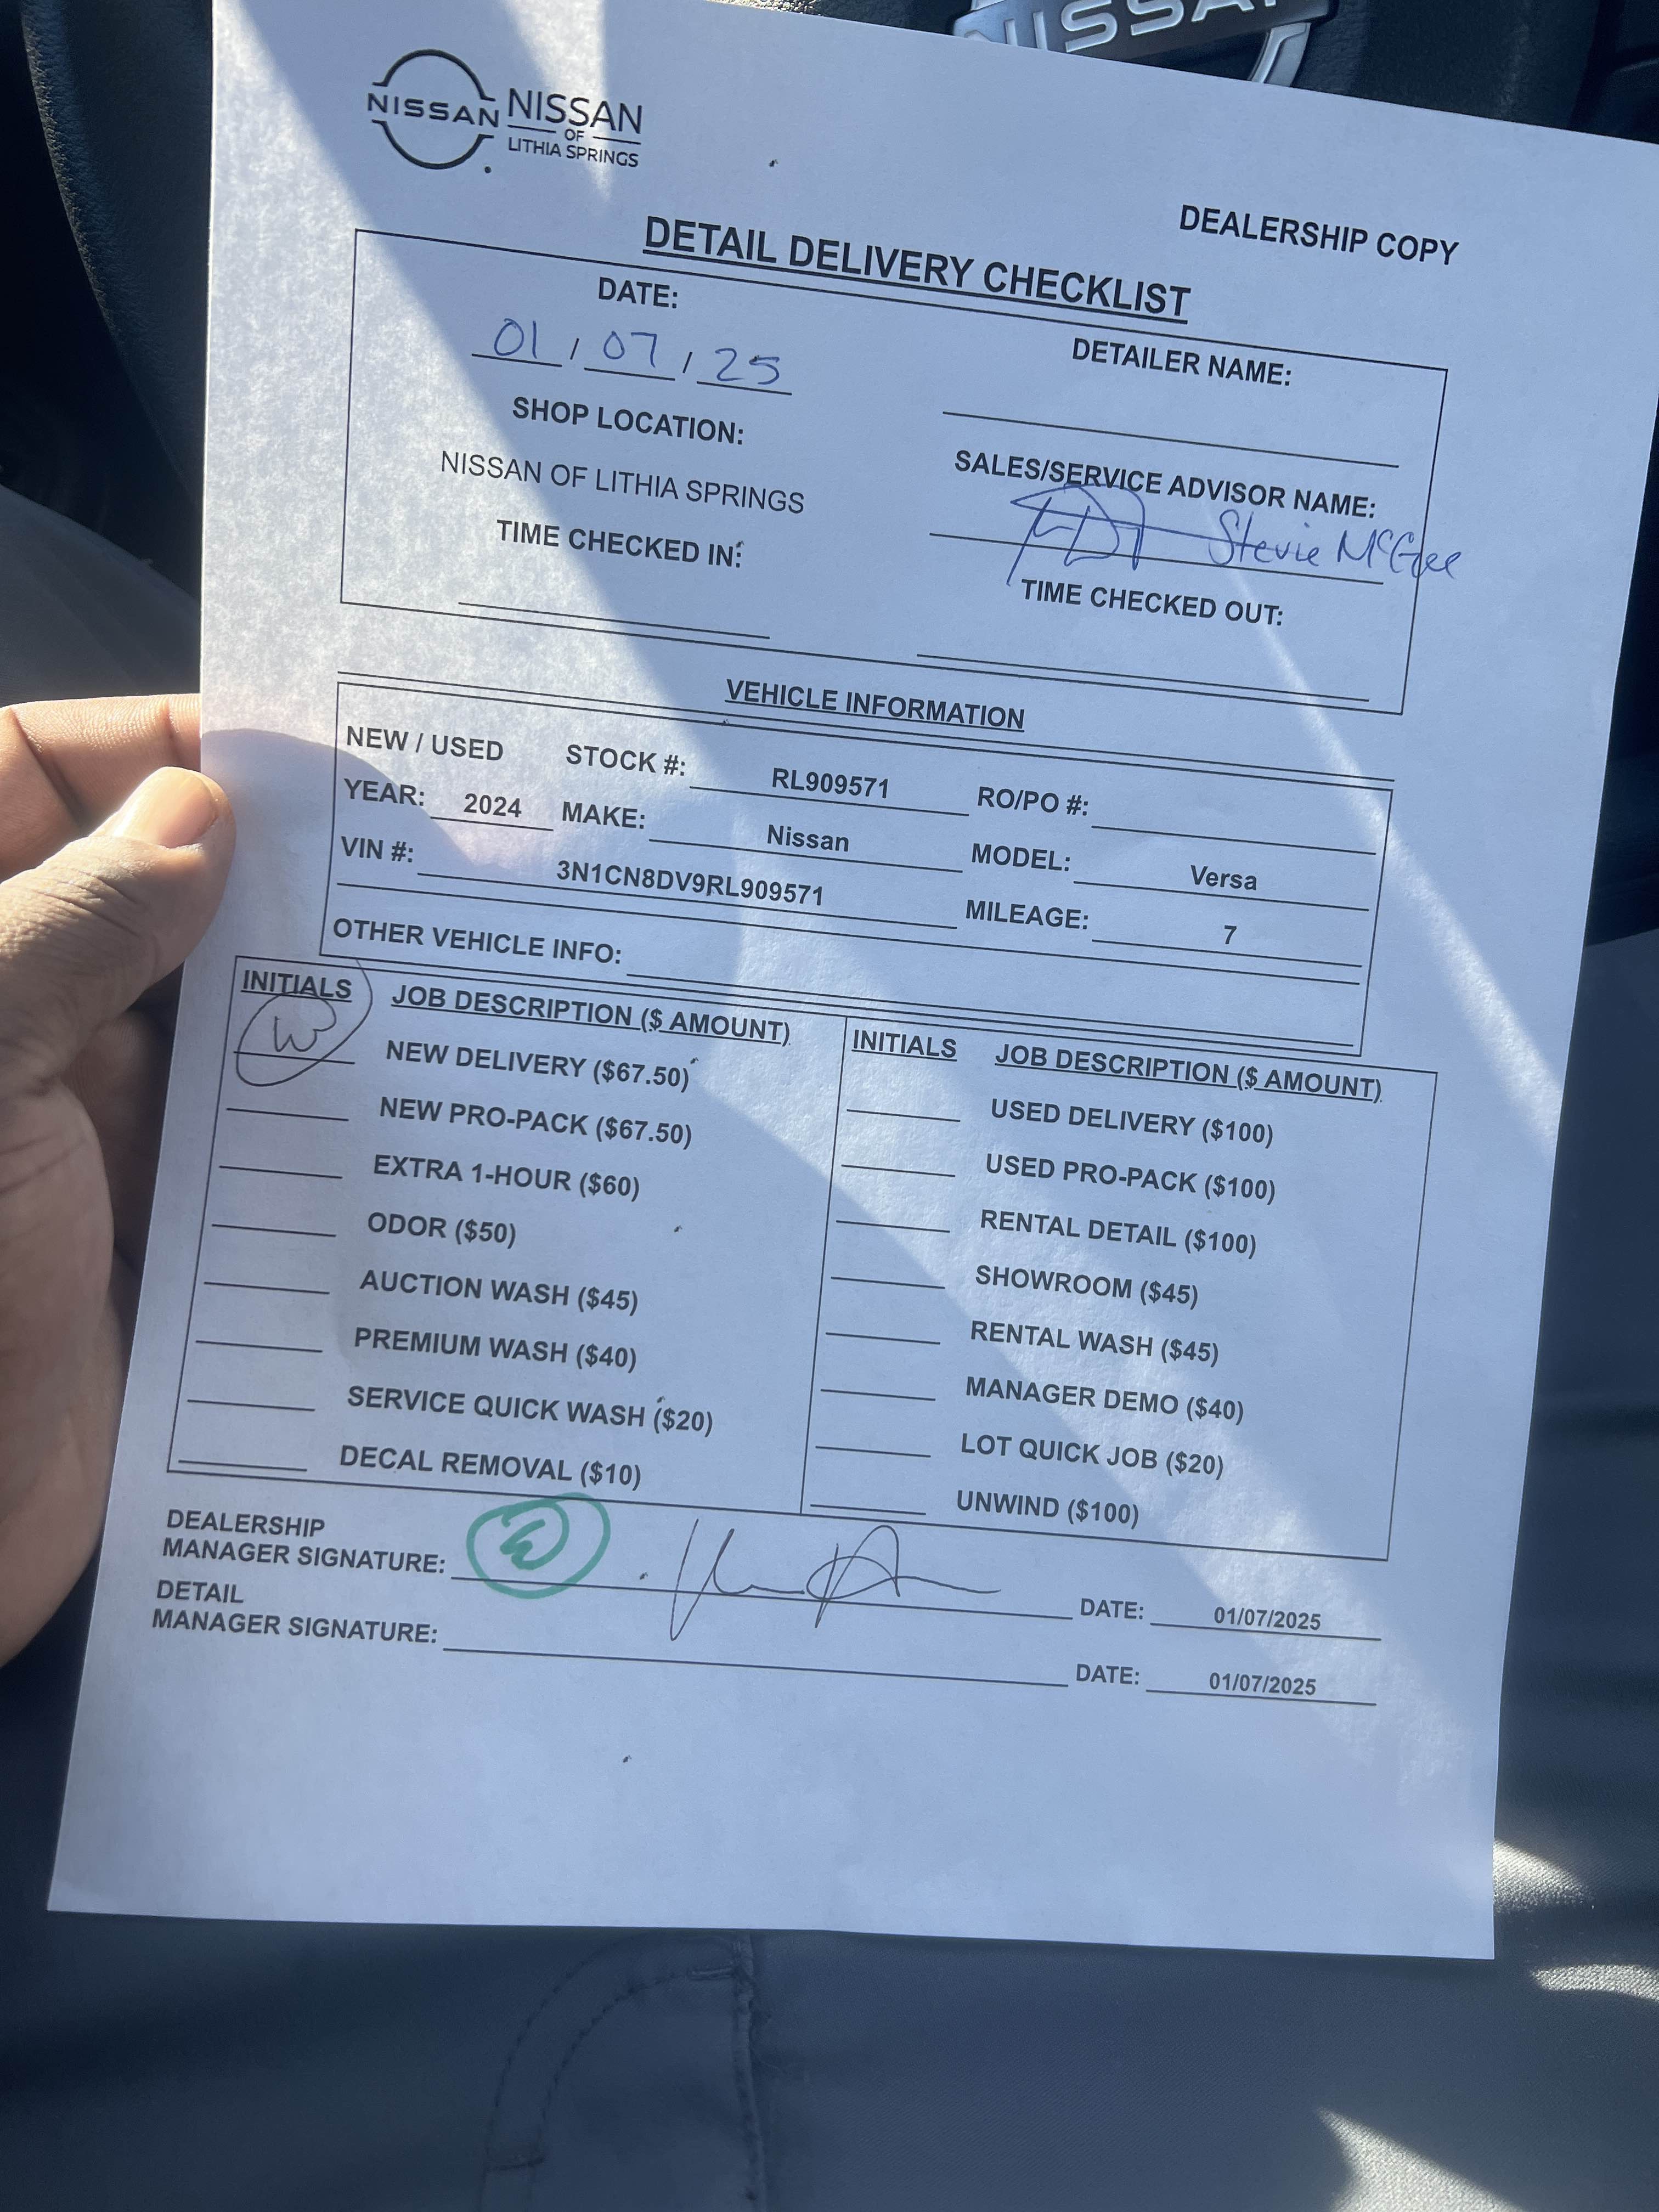 NISSAN
NISSAN
NISSAN
OF
LITHIA SPRINGS
DEALERSHIP COPY
DETAIL DELIVERY CHECKLIST
DATE:
01 / 07 / 25
DETAILER NAME:
SHOP LOCATION:
NISSAN OF LITHIA SPRINGS
SALES/SERVICE ADVISOR NAME:
Stevie McGee
TIME CHECKED IN:
TIME CHECKED OUT:
VEHICLE INFORMATION
NEW / USED STOCK #: RL909571 RO/PO #:
YEAR: 2024 MAKE: Nissan MODEL: Versa
VIN #: 3N1CN8DV9RL909571 MILEAGE: 7
OTHER VEHICLE INFO:
INITIALS JOB DESCRIPTION ($ AMOUNT)
W NEW DELIVERY ($67.50)
NEW PRO-PACK ($67.50)
EXTRA 1-HOUR ($60)
ODOR ($50)
AUCTION WASH ($45)
PREMIUM WASH ($40)
SERVICE QUICK WASH ($20)
DECAL REMOVAL ($10)
INITIALS JOB DESCRIPTION ($ AMOUNT)
USED DELIVERY ($100)
USED PRO-PACK ($100)
RENTAL DETAIL ($100)
SHOWROOM ($45)
RENTAL WASH ($45)
MANAGER DEMO ($40)
LOT QUICK JOB ($20)
UNWIND ($100)
DEALERSHIP
MANAGER SIGNATURE: DATE: 01/07/2025
DETAIL
MANAGER SIGNATURE: DATE: 01/07/2025